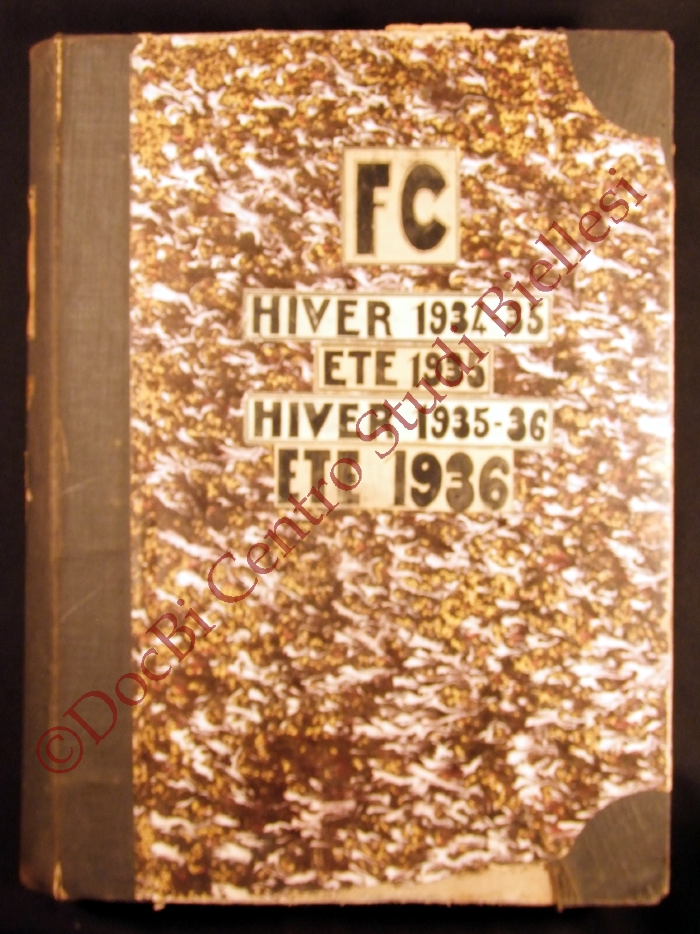 FC
HIVER 1934 35
ETE 1935
HIVER 1935-36
ETE 1936
©DocBi Centro Studi Biellesi